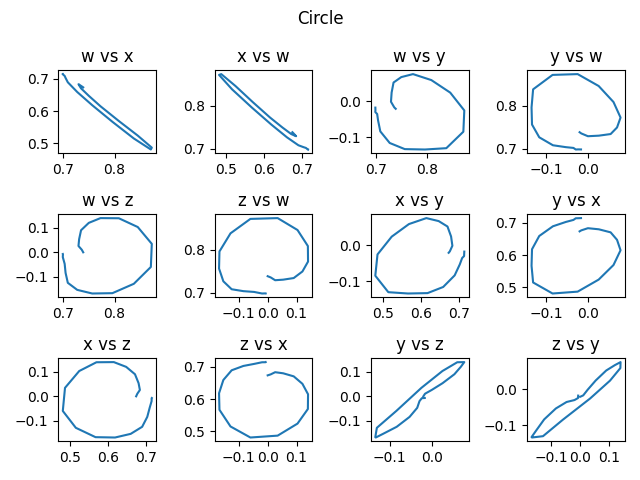 Circle
w vs x
x vs w
w vs y
y vs w
0.7
0.6
0.5
0.7 0.8
0.8
0.7
0.5 0.6 0.7
0.0
−0.1
0.7 0.8
0.8
0.7
−0.1 0.0
w vs z
z vs w
x vs y
y vs x
0.1
0.0
−0.1
0.7 0.8
0.8
0.7
−0.1 0.0 0.1
0.0
−0.1
0.5 0.6 0.7
0.7
0.6
0.5
−0.1 0.0
x vs z
z vs x
y vs z
z vs y
0.1
0.0
−0.1
0.5 0.6 0.7
0.7
0.6
0.5
−0.1 0.0 0.1
0.1
0.0
−0.1
−0.1 0.0
0.0
−0.1
−0.1 0.0 0.1